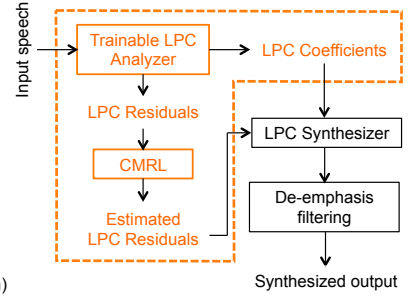 Input speech
Trainable LPC
Analyzer
LPC Coefficients
LPC Residuals
CMRL
LPC Synthesizer
Estimated
LPC Residuals
De-emphasis
filtering
Synthesized output
)